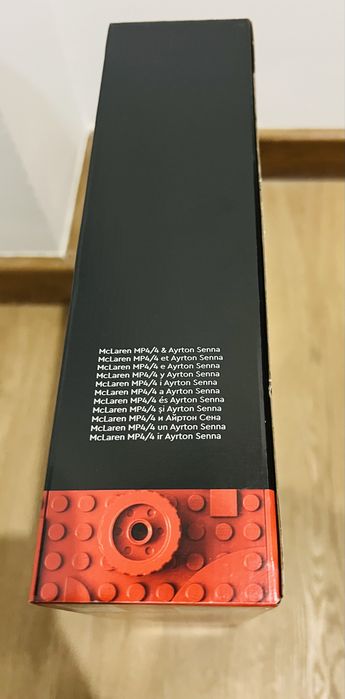 McLaren MP4/4 & Ayrton Senna
McLaren MP4/4 et Ayrton Senna
McLaren MP4/4 e Ayrton Senna
McLaren MP4/4 y Ayrton Senna
McLaren MP4/4 i Ayrton Senna
McLaren MP4/4 a Ayrton Senna
McLaren MP4/4 és Ayrton Senna
McLaren MP4/4 și Ayrton Senna
McLaren MP4/4 и Айртон Сена
McLaren MP4/4 un Ayrton Senna
McLaren MP4/4 ir Ayrton Senna